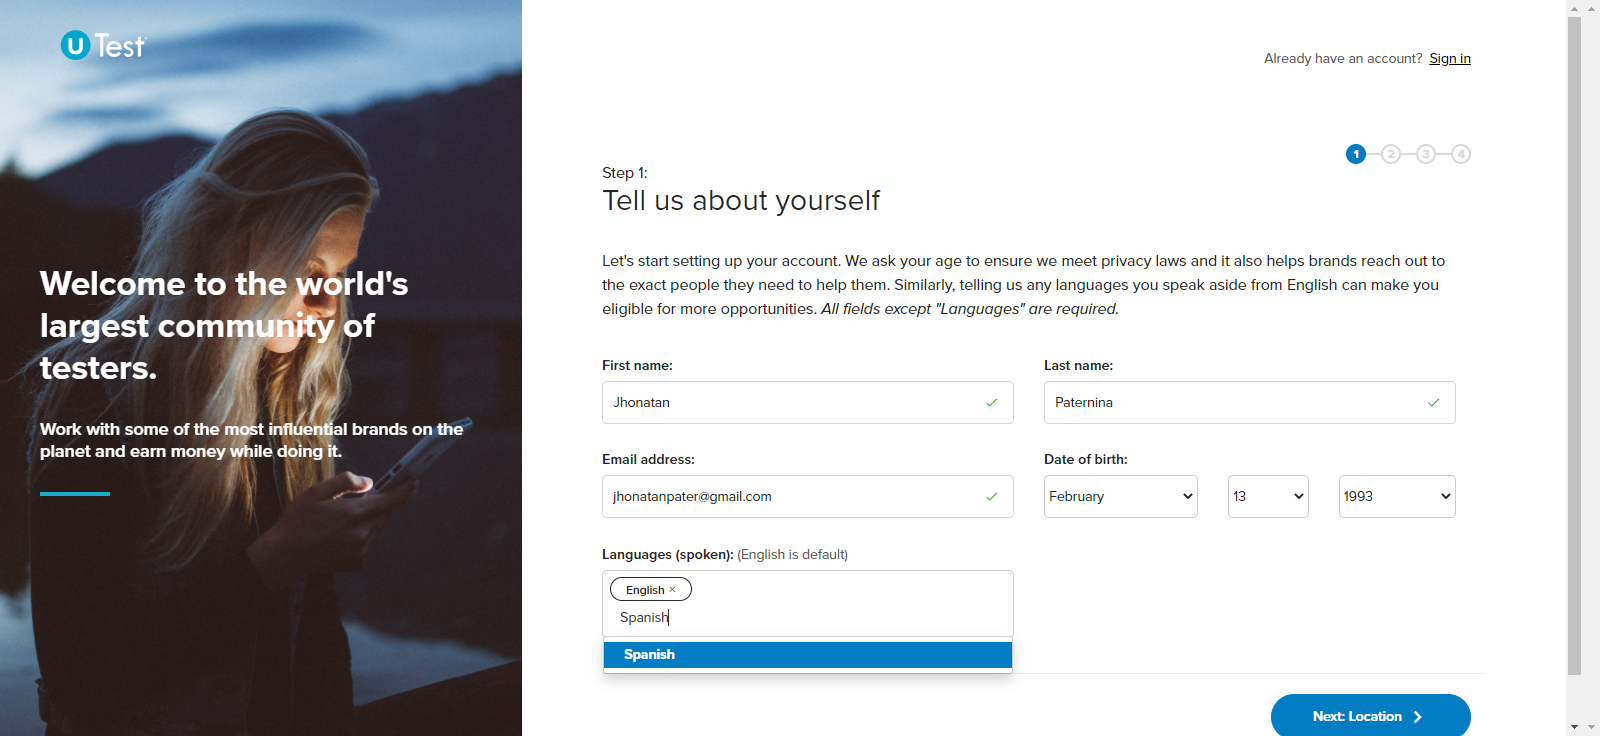 uTest
Welcome to the world's
largest community of
testers.
Work with some of the most influential brands on the
planet and earn money while doing it.
Already have an account? Sign in
1 2 3 4
Step 1:
Tell us about yourself
Let's start setting up your account. We ask your age to ensure we meet privacy laws and it also helps brands reach out to
the exact people they need to help them. Similarly, telling us any languages you speak aside from English can make you
eligible for more opportunities. All fields except "Languages" are required.
First name:
Jhonatan
Last name:
Paternina
Email address:
jhonatanpater@gmail.com
Date of birth:
February 13 1993
Languages (spoken): (English is default)
English ×
Spanish
Spanish
Next: Location